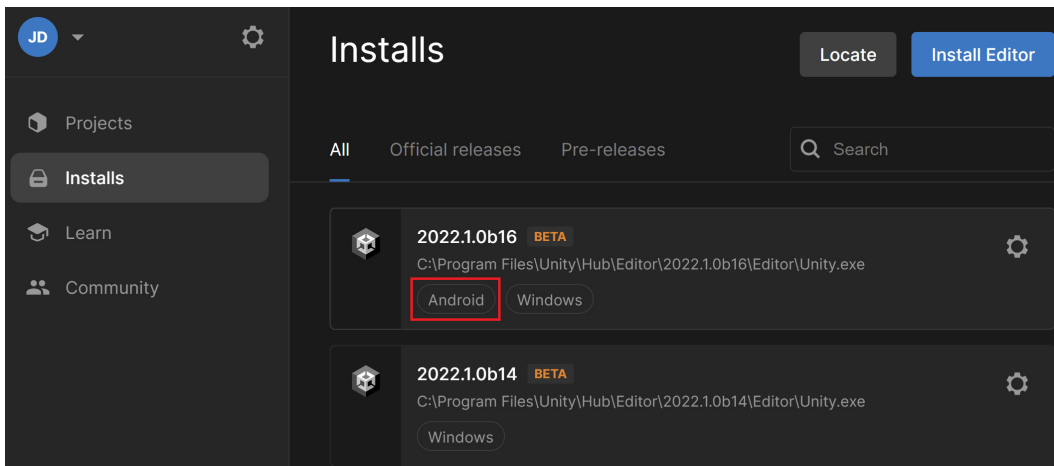 JD
Projects
Installs
Learn
Community
Installs
Locate
Install Editor
All Official releases Pre-releases
Search
2022.1.0b16 BETA
C:\Program Files\Unity\Hub\Editor\2022.1.0b16\Editor\Unity.exe
Android Windows
2022.1.0b14 BETA
C:\Program Files\Unity\Hub\Editor\2022.1.0b14\Editor\Unity.exe
Windows